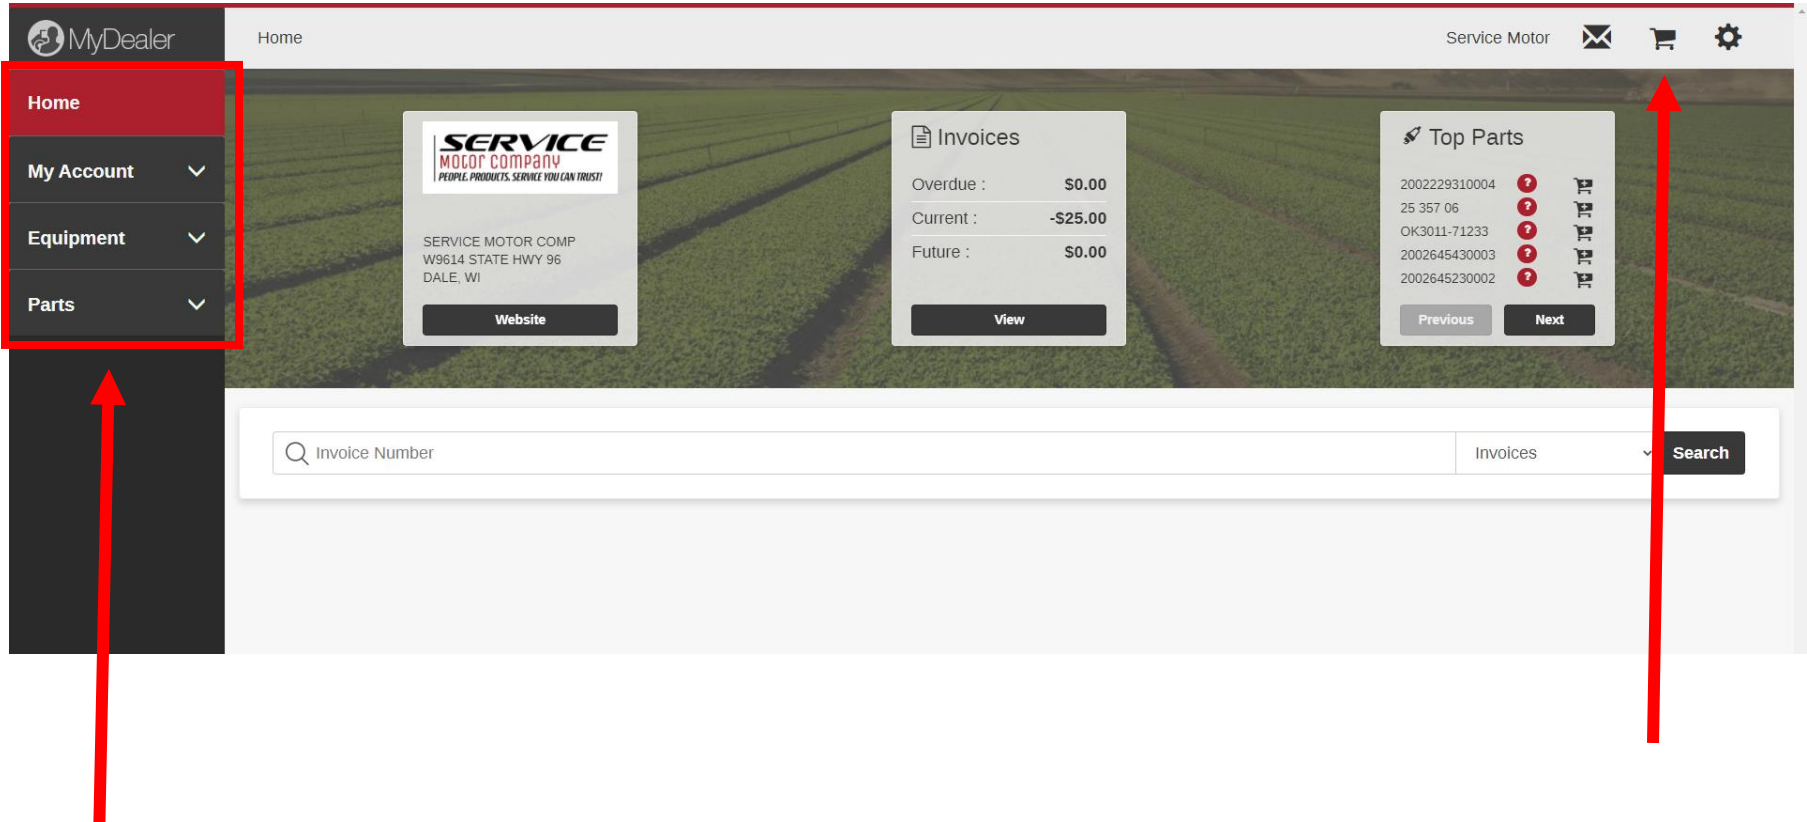 MyDealer
Home
Service Motor
Home
My Account
Equipment
Parts
SERVICE
MOTOR COMPANY
PEOPLE. PRODUCTS. SERVICE YOU CAN TRUST!
SERVICE MOTOR COMP
W9614 STATE HWY 96
DALE, WI
Website
Invoices
Overdue : $0.00
Current : -$25.00
Future : $0.00
View
Top Parts
2002229310004 ?
25 357 06 ?
OK3011-71233 ?
2002645430003 ?
2002645230002 ?
Previous Next
Invoice Number Invoices Search